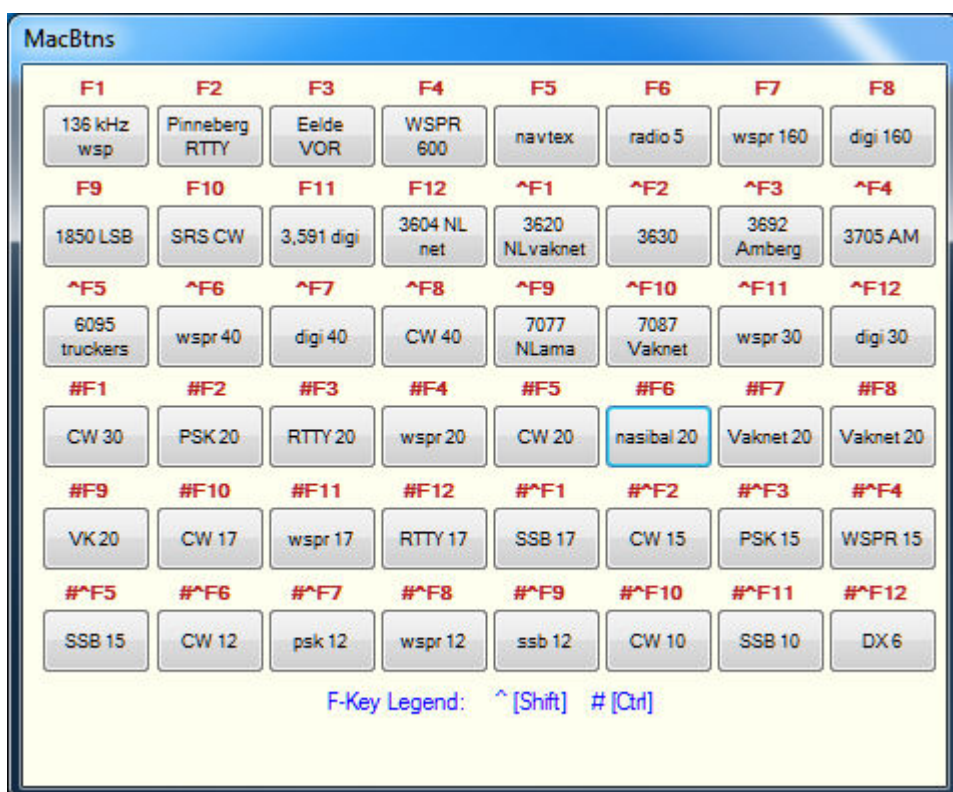 MacBtns
F1 F2 F3 F4 F5 F6 F7 F8
136 kHz wsp Pinneberg RTTY Eelde VOR WSPR 600 navtex radio 5 wspr 160 digi 160
F9 F10 F11 F12 ^F1 ^F2 ^F3 ^F4
1850 LSB SRS CW 3,591 digi 3604 NL net 3620 NLvaknet 3630 3692 Amberg 3705 AM
^F5 ^F6 ^F7 ^F8 ^F9 ^F10 ^F11 ^F12
6095 truckers wspr 40 digi 40 CW 40 7077 NLama 7087 Vaknet wspr 30 digi 30
#F1 #F2 #F3 #F4 #F5 #F6 #F7 #F8
CW 30 PSK 20 RTTY 20 wspr 20 CW 20 nasibal 20 Vaknet 20 Vaknet 20
#F9 #F10 #F11 #F12 #^F1 #^F2 #^F3 #^F4
VK 20 CW 17 wspr 17 RTTY 17 SSB 17 CW 15 PSK 15 WSPR 15
#^F5 #^F6 #^F7 #^F8 #^F9 #^F10 #^F11 #^F12
SSB 15 CW 12 psk 12 wspr 12 ssb 12 CW 10 SSB 10 DX 6
F-Key Legend: ^ [Shift] # [Ctrl]